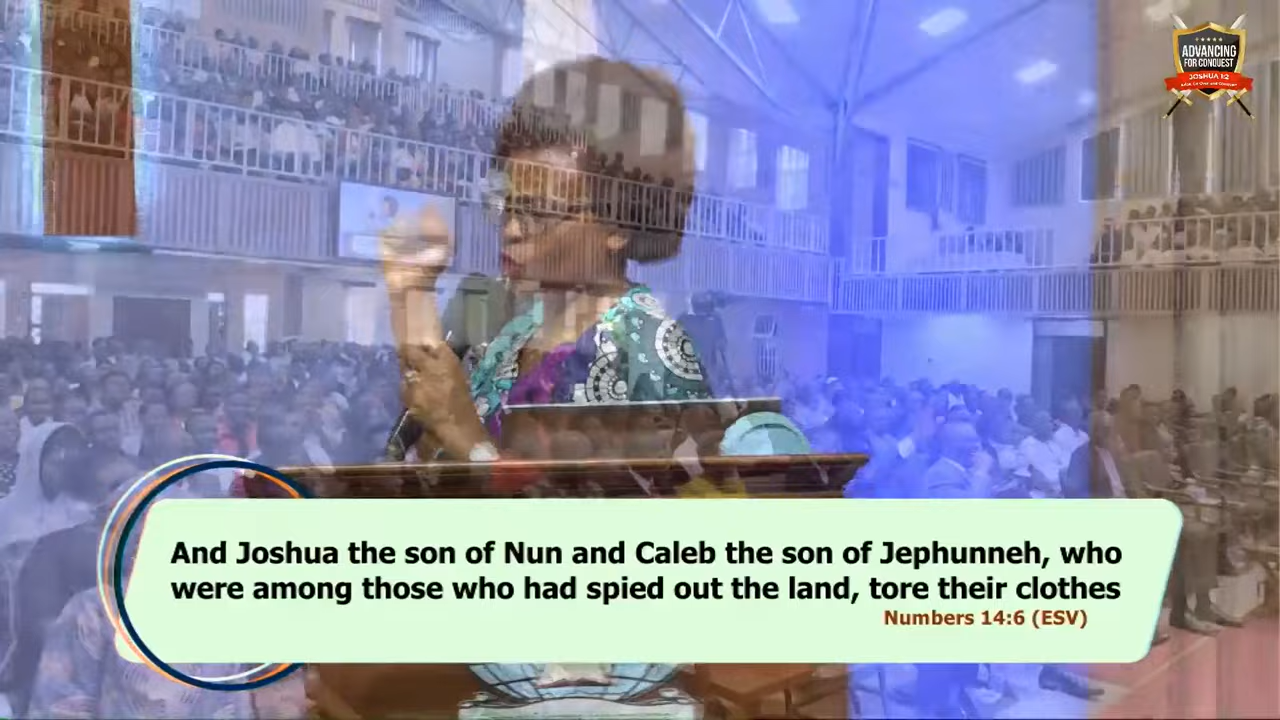 ADVANCING
FOR CONQUEST
JOSHUA 1:2
And Joshua the son of Nun and Caleb the son of Jephunneh, who
were among those who had spied out the land, tore their clothes
Numbers 14:6 (ESV)